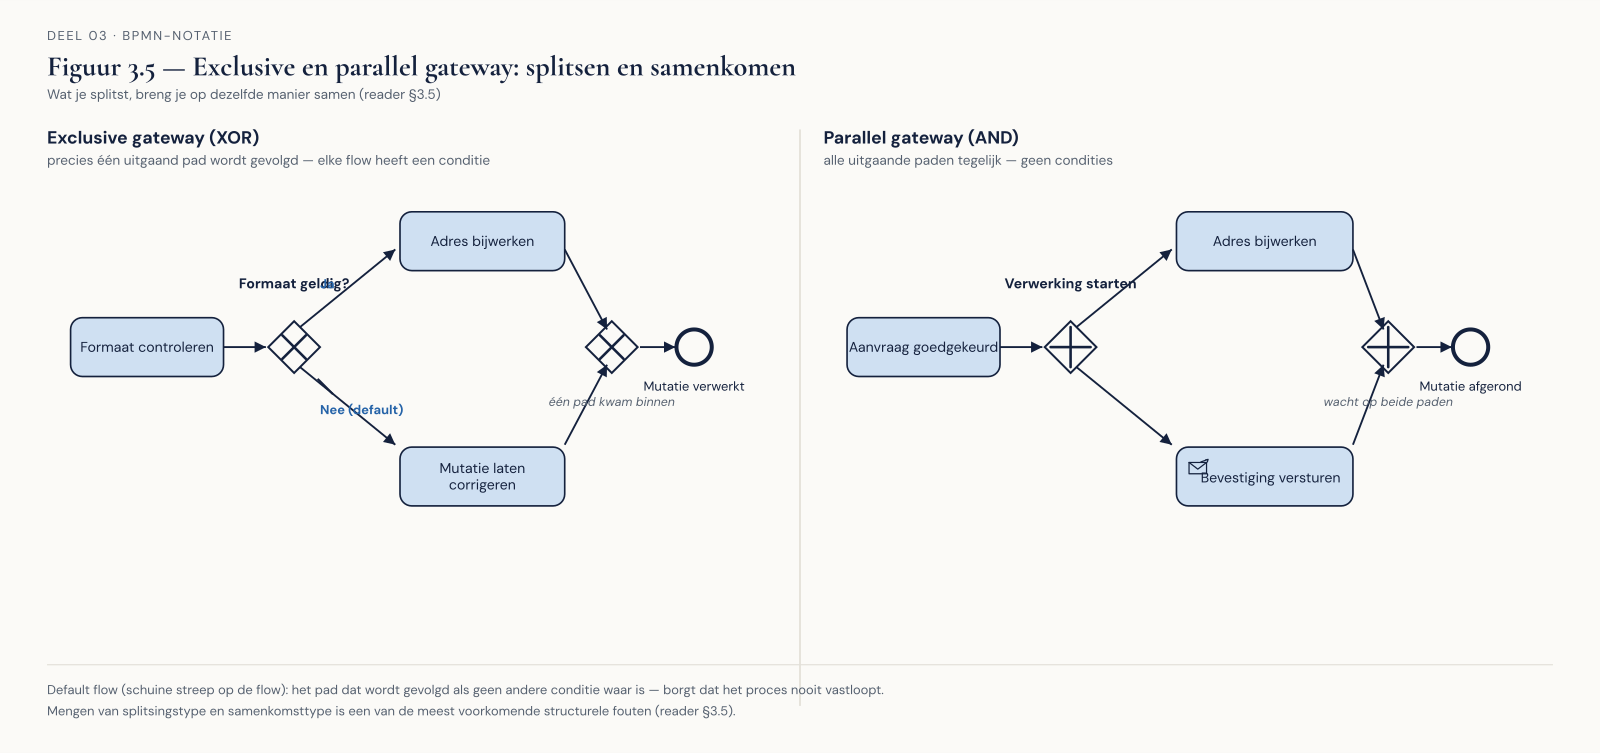 DEEL 03 · BPMN-NOTATIE
Figuur 3.5 — Exclusive en parallel gateway: splitsen en samenkomen
Wat je splitst, breng je op dezelfde manier samen (reader §3.5)
Exclusive gateway (XOR)
precies één uitgaand pad wordt gevolgd — elke flow heeft een conditie
Adres bijwerken
Formaat geldig?
Formaat controleren
Mutatie verwerkt
één pad kwam binnen
Nee (default)
Mutatie laten
corrigeren
Parallel gateway (AND)
alle uitgaande paden tegelijk — geen condities
Adres bijwerken
Verwerking starten
Aanvraag goedgekeurd
Mutatie afgerond
wacht op beide paden
Bevestiging versturen
Default flow (schuine streep op de flow): het pad dat wordt gevolgd als geen andere conditie waar is — borgt dat het proces nooit vastloopt.
Mengen van splitsingstype en samenkomsttype is een van de meest voorkomende structurele fouten (reader §3.5).